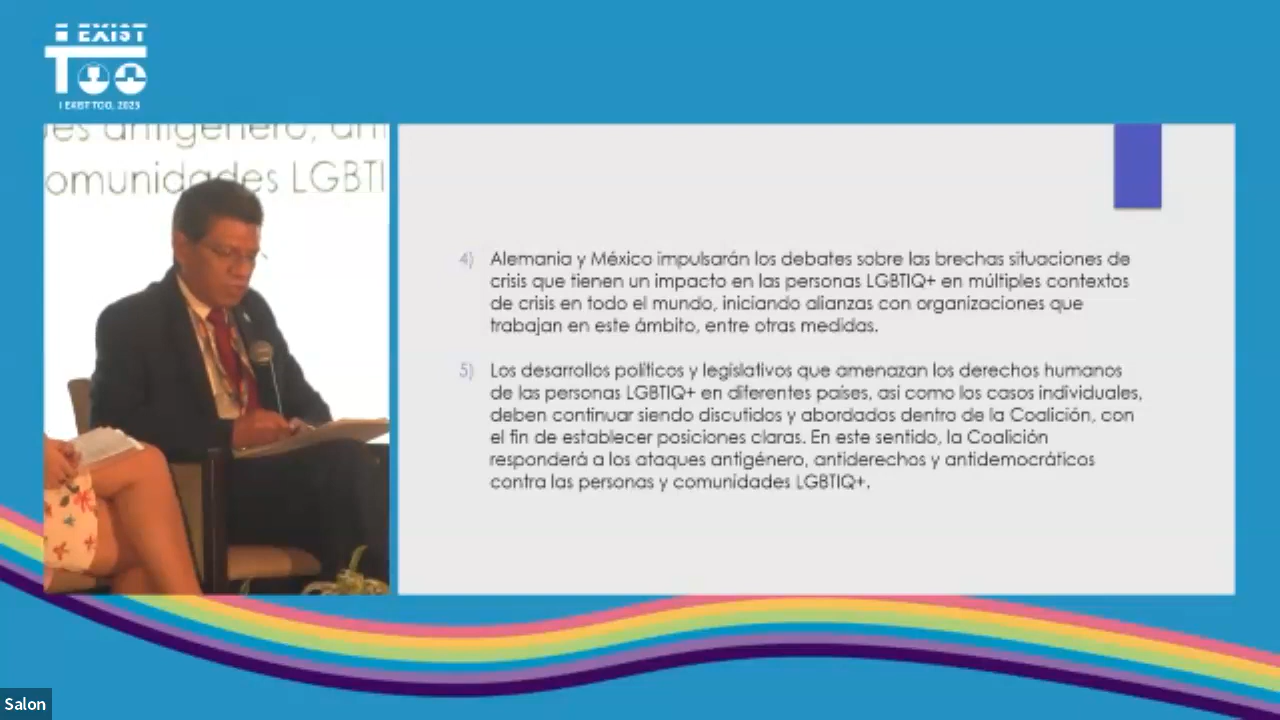 I EXIST
TOO
I EXIST TOO, 2023
es antigénero, ant
omunidades LGBTI
4) Alemania y México impulsarán los debates sobre las brechas situaciones de
crisis que tienen un impacto en las personas LGBTIQ+ en múltiples contextos
de crisis en todo el mundo, iniciando alianzas con organizaciones que
trabajan en este ámbito, entre otras medidas.
5) Los desarrollos políticos y legislativos que amenazan los derechos humanos
de las personas LGBTIQ+ en diferentes países, así como los casos individuales,
deben continuar siendo discutidos y abordados dentro de la Coalición, con
el fin de establecer posiciones claras. En este sentido, la Coalición
responderá a los ataques antigénero, antiderechos y antidemocráticos
contra las personas y comunidades LGBTIQ+.
Salon